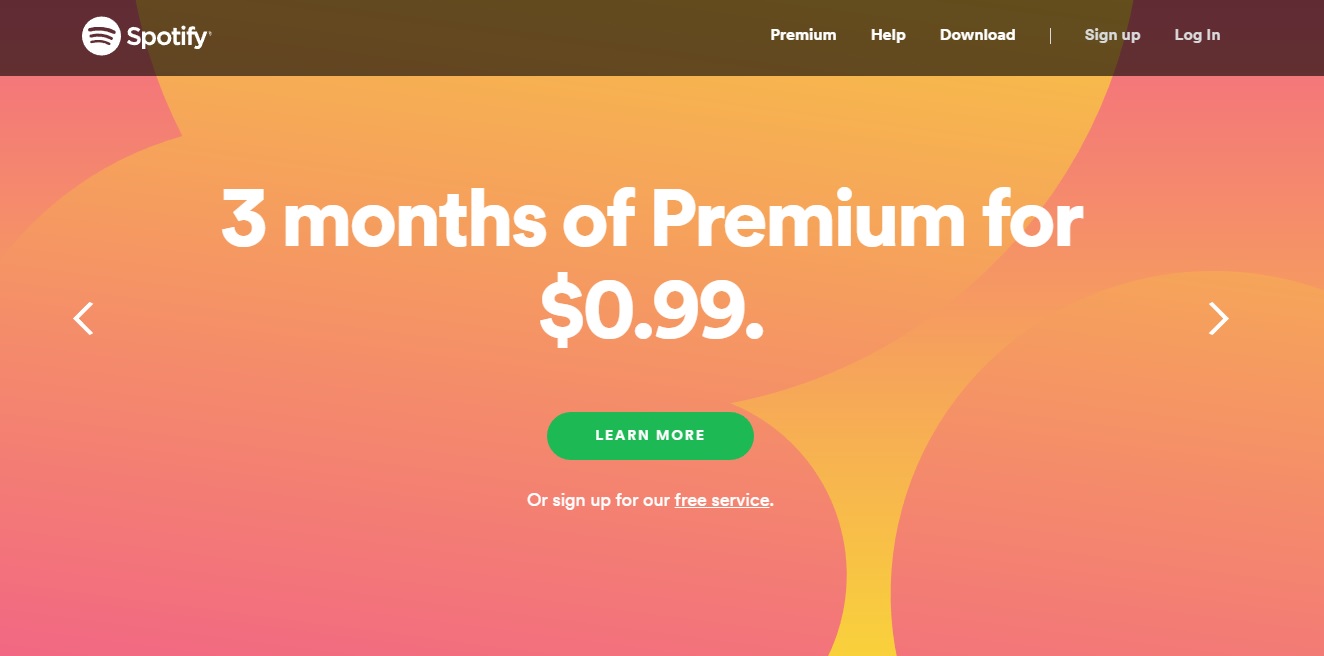 Spotify
Premium Help Download Sign up Log In
3 months of Premium for
$0.99.
LEARN MORE
Or sign up for our free service.